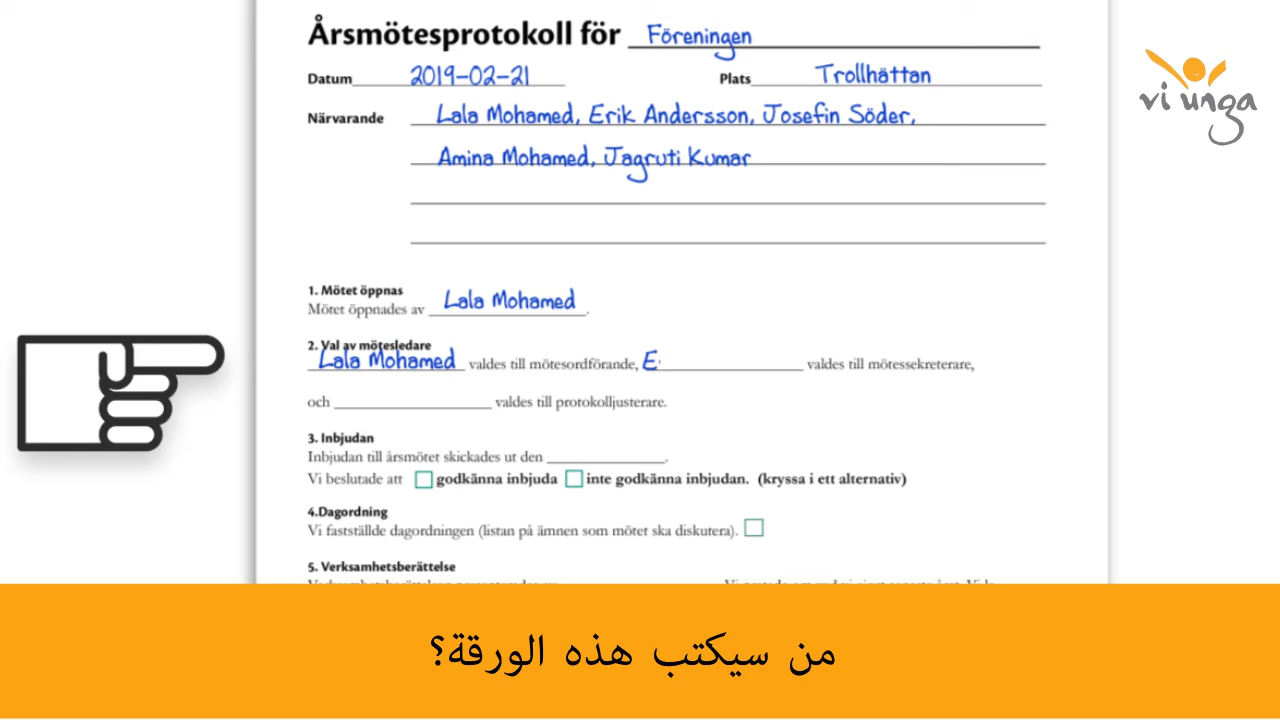 Årsmötesprotokoll för Föreningen
Datum 2019-02-21 Plats Trollhättan
vi unga
Närvarande Lala Mohamed, Erik Andersson, Josefin Söder,
Amina Mohamed, Jagruti Kumar
1. Mötet öppnas
Mötet öppnades av Lala Mohamed.
2. Val av mötesledare
Lala Mohamed valdes till mötesordförande, E valdes till mötessekreterare,
och valdes till protokolljusterare.
3. Inbjudan
Inbjudan till årsmötet skickades ut den .
Vi beslutade att godkänna inbjuda inte godkänna inbjudan. (kryssa i ett alternativ)
4.Dagordning
Vi fastställde dagordningen (listan på ämnen som mötet ska diskutera).
5. Verksamhetsberättelse
من سيكتب هذه الورقة؟